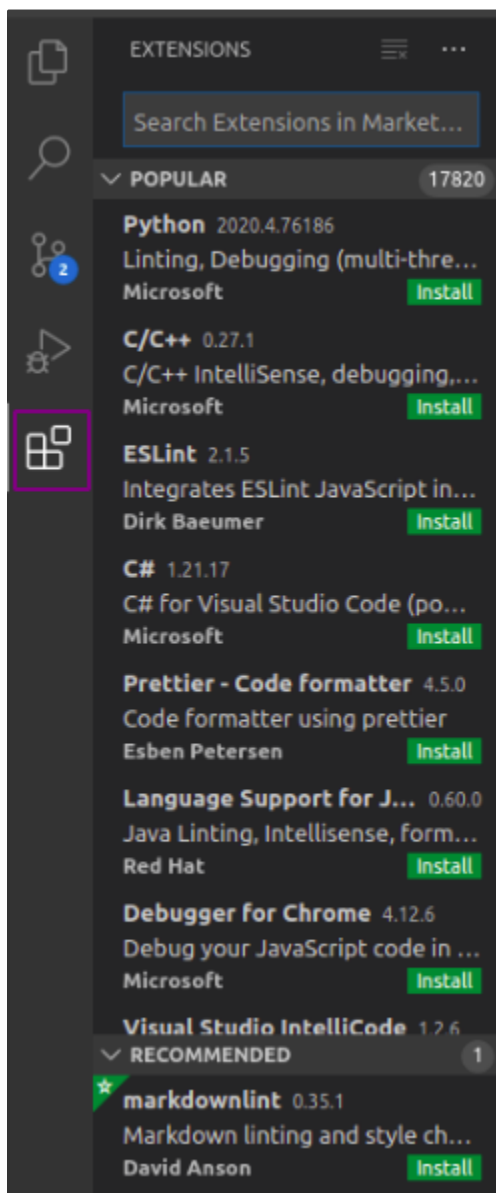 EXTENSIONS
Search Extensions in Market...
POPULAR 17820
Python 2020.4.76186
Linting, Debugging (multi-thre...
Microsoft Install
C/C++ 0.27.1
C/C++ IntelliSense, debugging,...
Microsoft Install
ESLint 2.1.5
Integrates ESLint JavaScript in...
Dirk Baeumer Install
2
C# 1.21.17
C# for Visual Studio Code (po...
Microsoft Install
Prettier - Code formatter 4.5.0
Code formatter using prettier
Esben Petersen Install
Language Support for J... 0.60.0
Java Linting, Intellisense, form...
Red Hat Install
Debugger for Chrome 4.12.6
Debug your JavaScript code in ...
Microsoft Install
Visual Studio IntelliCode 1.2.6
RECOMMENDED 1
markdownlint 0.35.1
Markdown linting and style ch...
David Anson Install